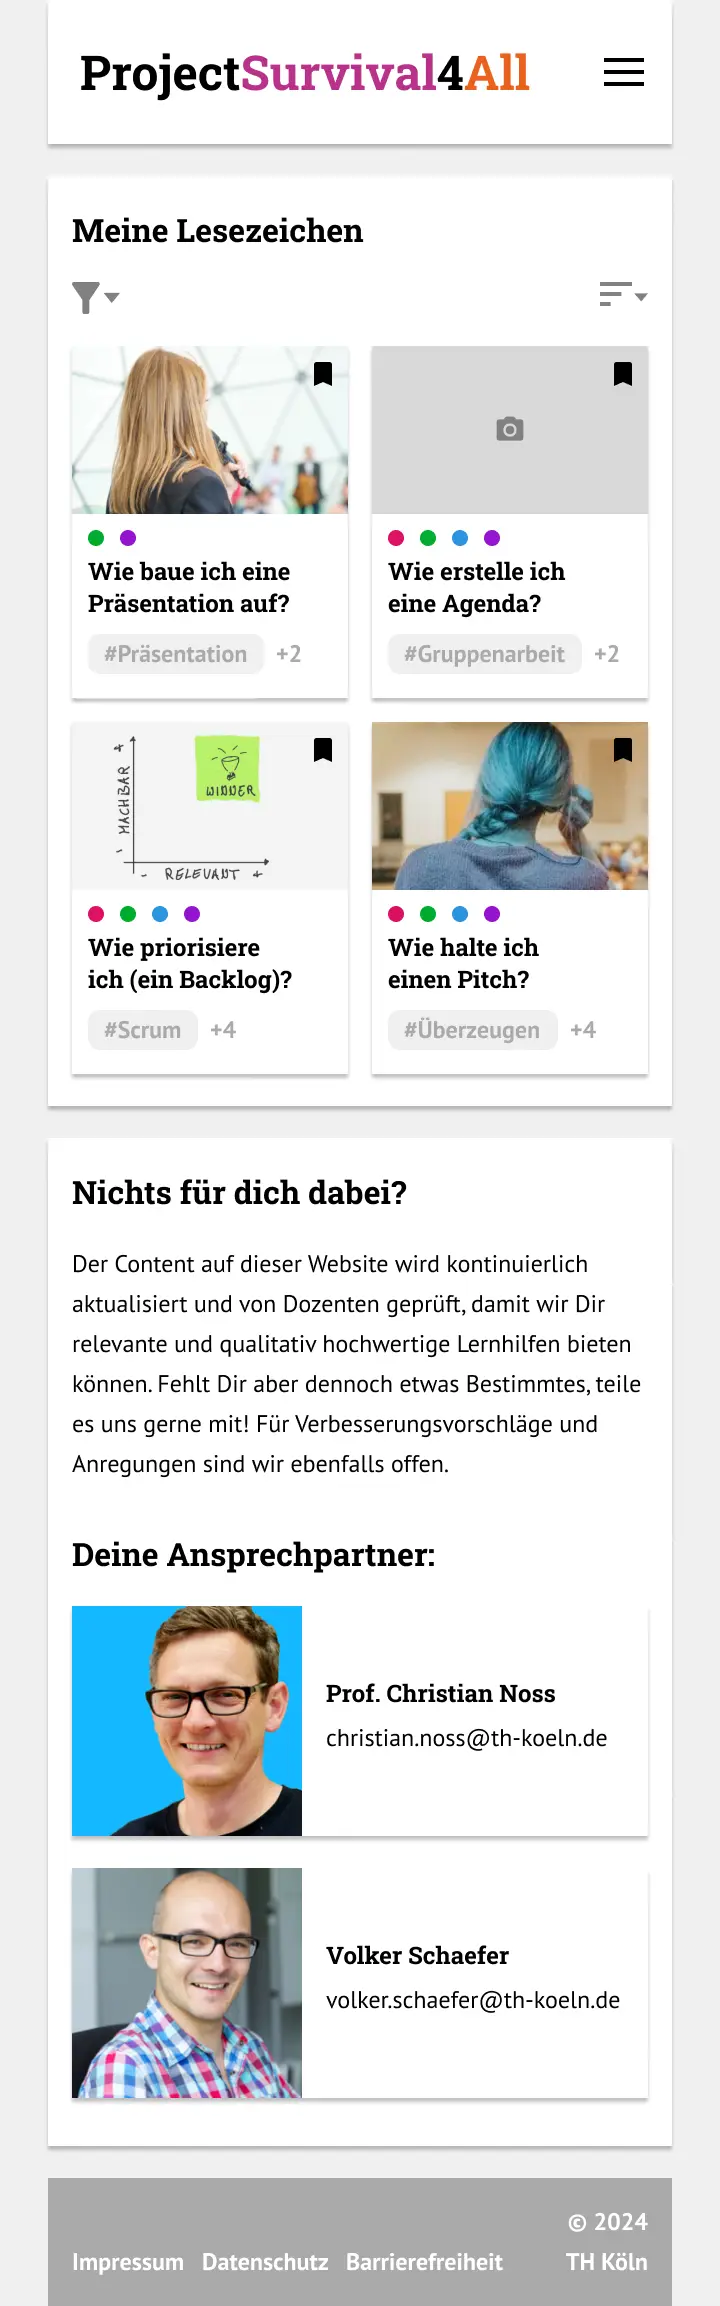 ProjectSurvival4All
Meine Lesezeichen
Wie baue ich eine
Präsentation auf?
#Präsentation +2
Wie erstelle ich
eine Agenda?
#Gruppenarbeit +2
MACHBAR
WINNER
- RELEVANT +
Wie priorisiere
ich (ein Backlog)?
#Scrum +4
Wie halte ich
einen Pitch?
#Überzeugen +4
Nichts für dich dabei?
Der Content auf dieser Website wird kontinuierlich
aktualisiert und von Dozenten geprüft, damit wir Dir
relevante und qualitativ hochwertige Lernhilfen bieten
können. Fehlt Dir aber dennoch etwas Bestimmtes, teile
es uns gerne mit! Für Verbesserungsvorschläge und
Anregungen sind wir ebenfalls offen.
Deine Ansprechpartner:
Prof. Christian Noss
christian.noss@th-koeln.de
Volker Schaefer
volker.schaefer@th-koeln.de
© 2024
Impressum Datenschutz Barrierefreiheit TH Köln